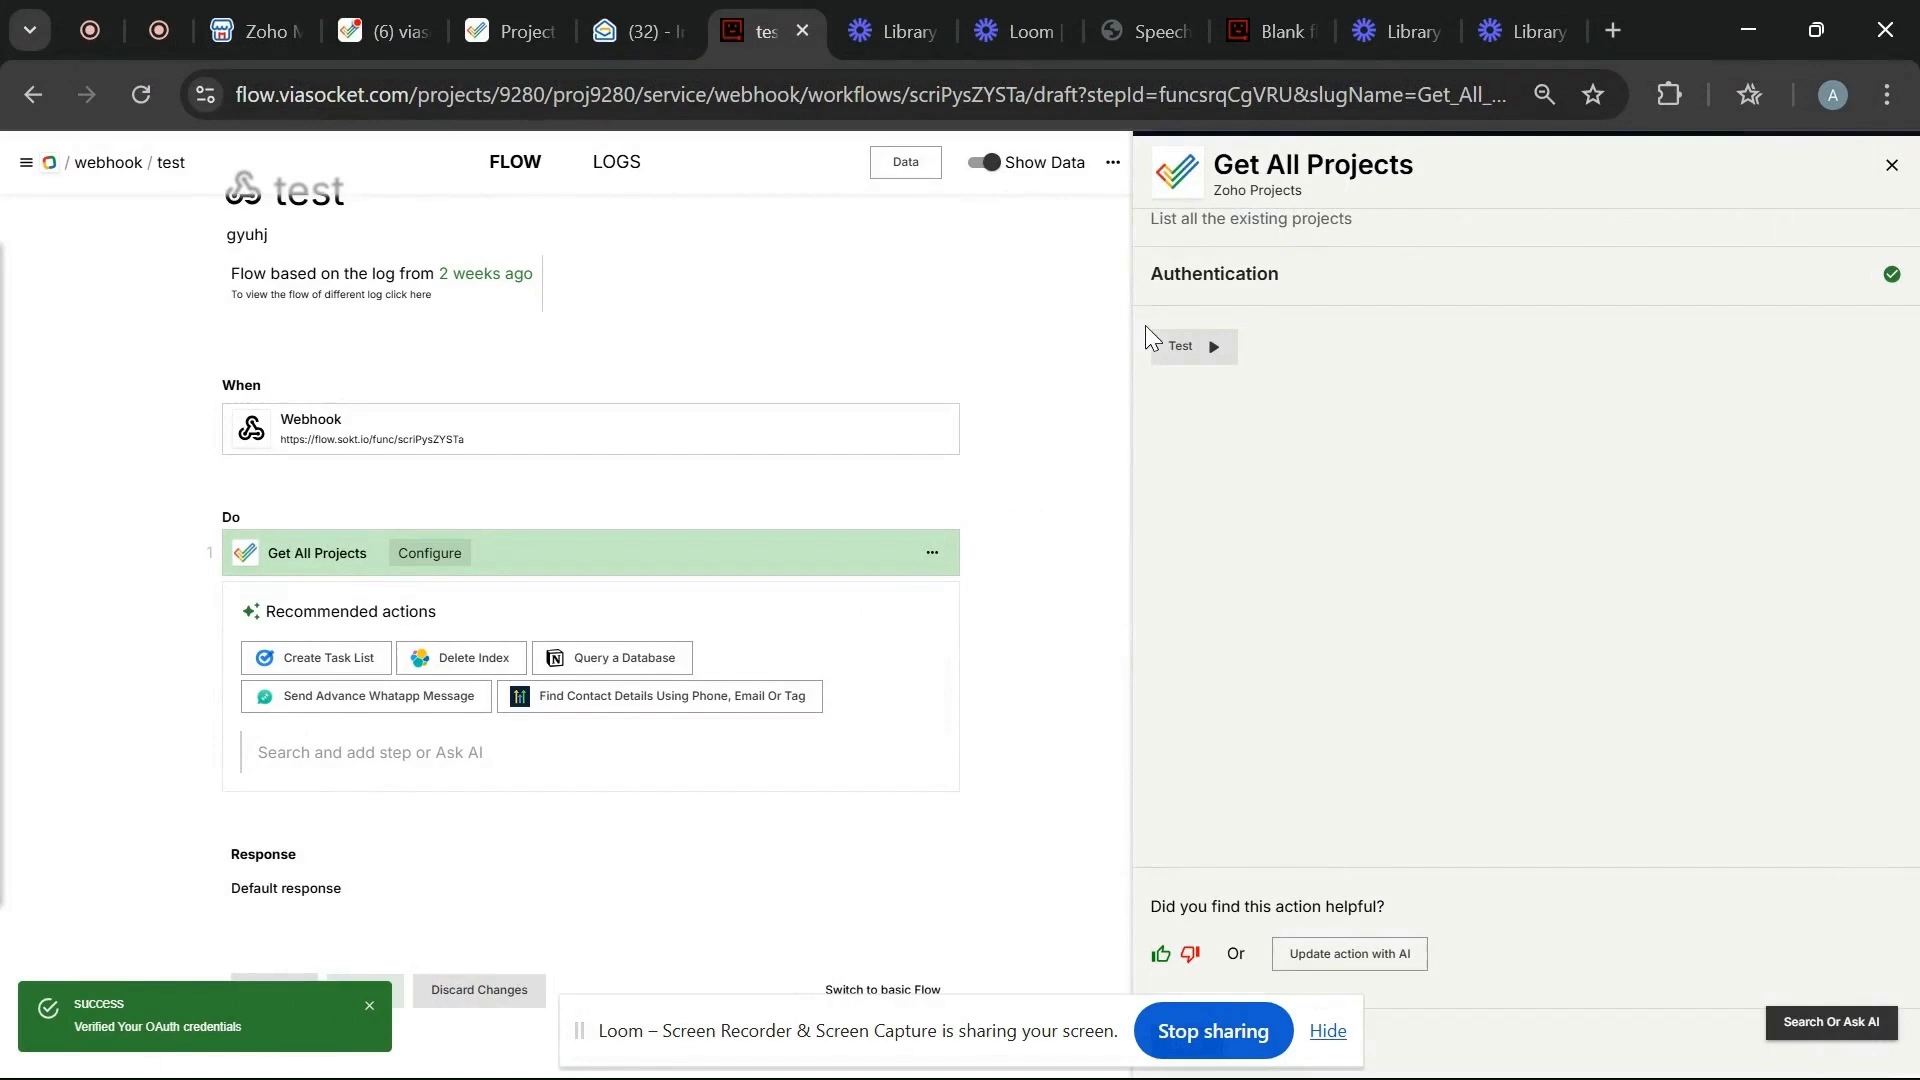 Zoho M
(6) vias
Project
(32) - In
tes
Library
Loom |
Speech
Blank f
Library
Library
flow.viasocket.com/projects/9280/proj9280/service/webhook/workflows/scriPysZYSTa/draft?stepId=funcsrqCgVRU&slugName=Get_All_...
A
/ webhook / test
FLOW
LOGS
Data
Show Data
test
gyuhj
Flow based on the log from 2 weeks ago
To view the flow of different log click here
When
Webhook
https://flow.sokt.io/func/scriPysZYSTa
Do
1
Get All Projects
Configure
Recommended actions
Create Task List
Delete Index
Query a Database
Send Advance Whatapp Message
Find Contact Details Using Phone, Email Or Tag
Search and add step or Ask AI
Response
Default response
Discard Changes
Switch to basic Flow
success
Verified Your OAuth credentials
Get All Projects
Zoho Projects
List all the existing projects
Authentication
Test
Did you find this action helpful?
Or
Update action with AI
Search Or Ask AI
Loom – Screen Recorder & Screen Capture is sharing your screen.
Stop sharing
Hide